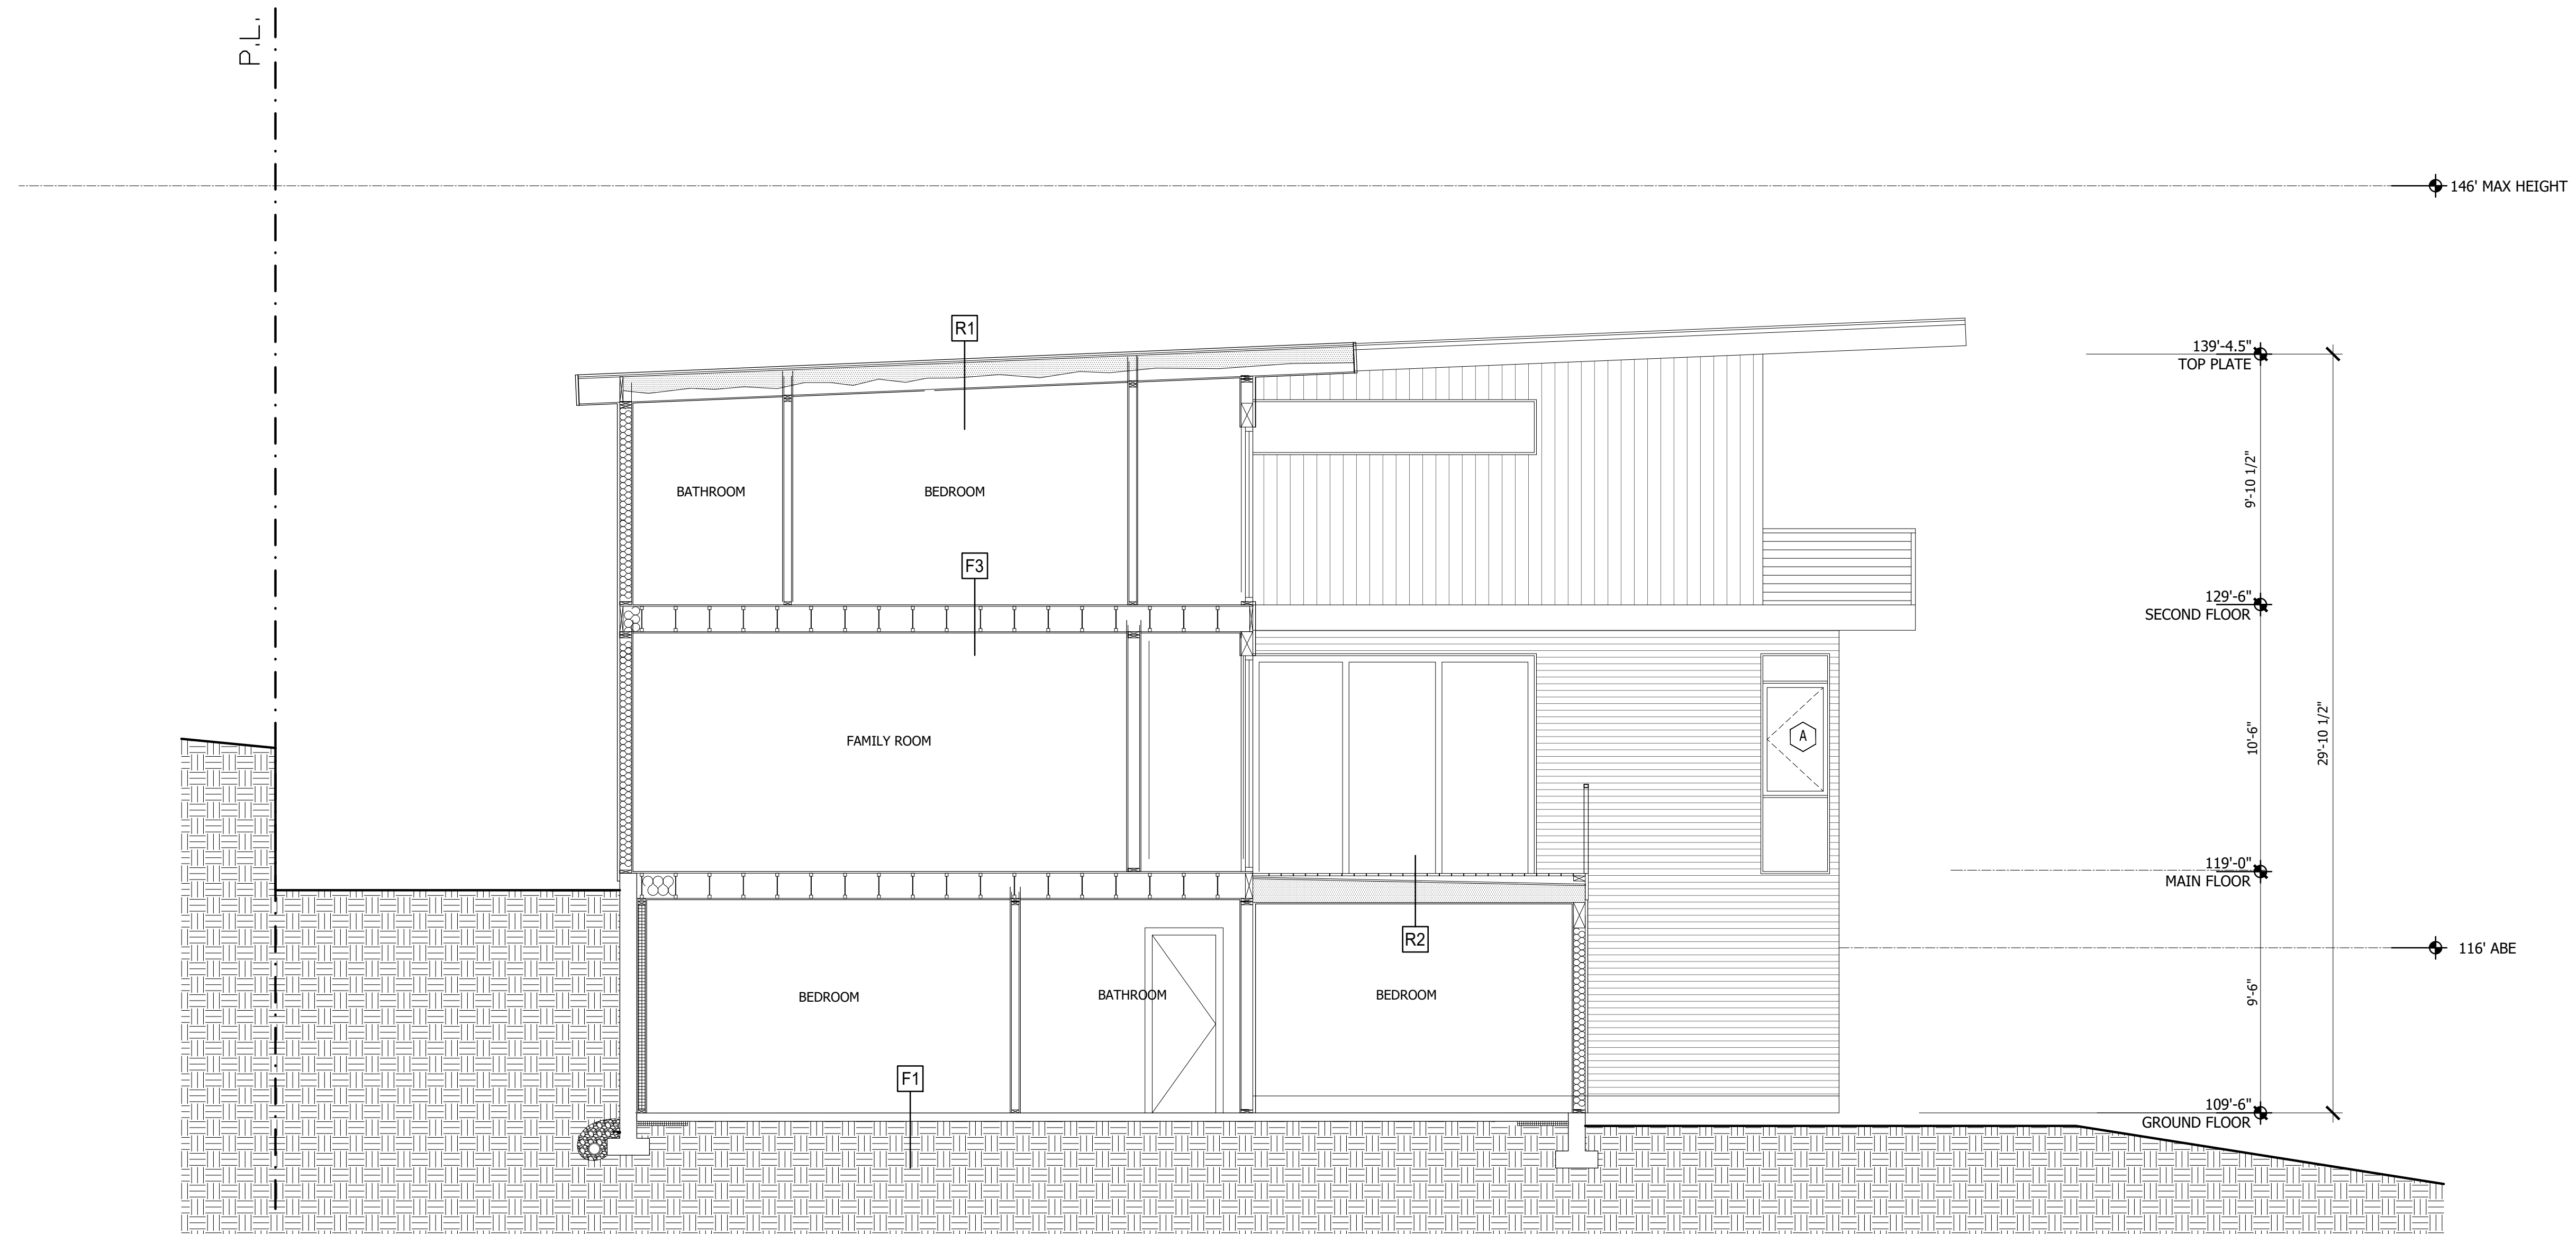 P.L.
146' MAX HEIGHT
R1
139'-4.5"
TOP PLATE
9'-10 1/2"
BATHROOM
BEDROOM
F3
129'-6"
SECOND FLOOR
29'-10 1/2"
10'-6"
A
FAMILY ROOM
119'-0"
MAIN FLOOR
R2
116' ABE
BEDROOM
BATHROOM
BEDROOM
9'-6"
F1
109'-6"
GROUND FLOOR